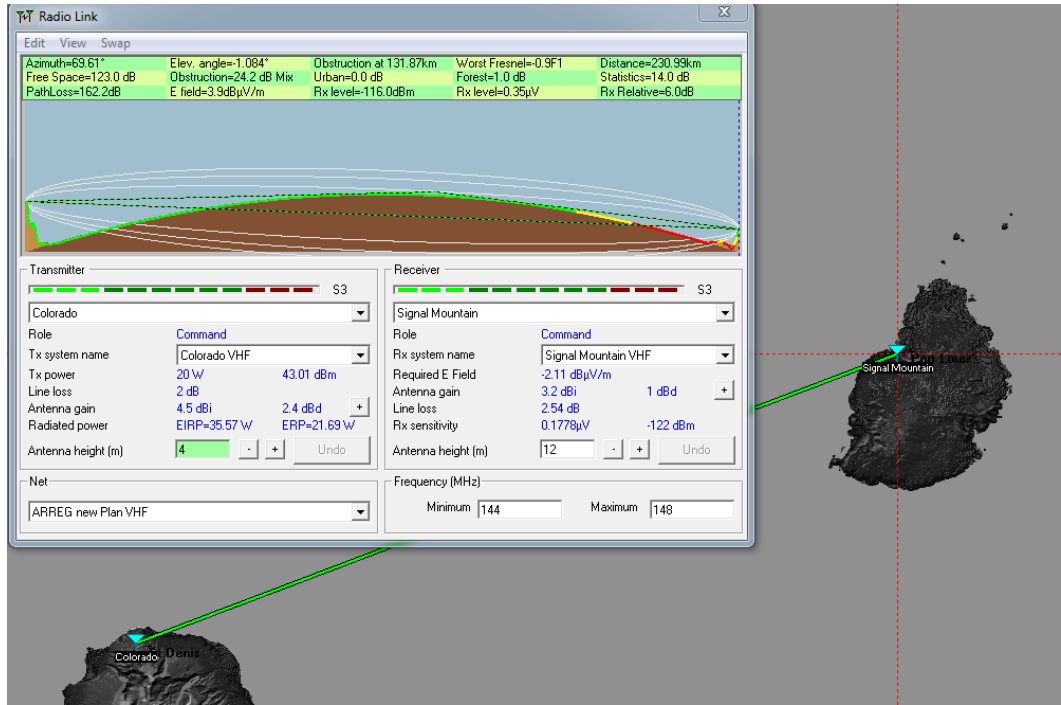 Radio Link
Edit View Swap
Azimuth=69.61° Elev. angle=-1.084° Obstruction at 131.87km Worst Fresnel=-0.9F1 Distance=230.99km
Free Space=123.0 dB Obstruction=24.2 dB Mix Urban=0.0 dB Forest=1.0 dB Statistics=14.0 dB
PathLoss=162.2dB E field=3.9dBµV/m Rx level=-116.0dBm Rx level=0.35µV Rx Relative=6.0dB
Transmitter
S3
Colorado
Role Command
Tx system name Colorado VHF
Tx power 20 W 43.01 dBm
Line loss 2 dB
Antenna gain 4.5 dBi 2.4 dBd +
Radiated power EIRP=35.57 W ERP=21.69 W
Antenna height (m) 4 - + Undo
Net
ARREG new Plan VHF
Receiver
S3
Signal Mountain
Role Command
Rx system name Signal Mountain VHF
Required E Field -2.11 dBµV/m
Antenna gain 3.2 dBi 1 dBd +
Line loss 2.54 dB
Rx sensitivity 0.1778µV -122 dBm
Antenna height (m) 12 - + Undo
Frequency (MHz)
Minimum 144 Maximum 148
Port Louis
Signal Mountain
Denis
Colorado